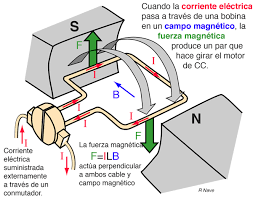 Cuando la corriente eléctrica
pasa a través de una bobina
en un campo magnético, la
fuerza magnética
produce un par que
hace girar el motor
de CC.
S
F
I
I
I
B
I
I
I
I
F
N
Corriente
eléctrica
suministrada
externamente
a través de un
conmutador.
La fuerza magnética
F=ILB
actúa perpendicular
a ambos cable y
campo magnético
R Nave